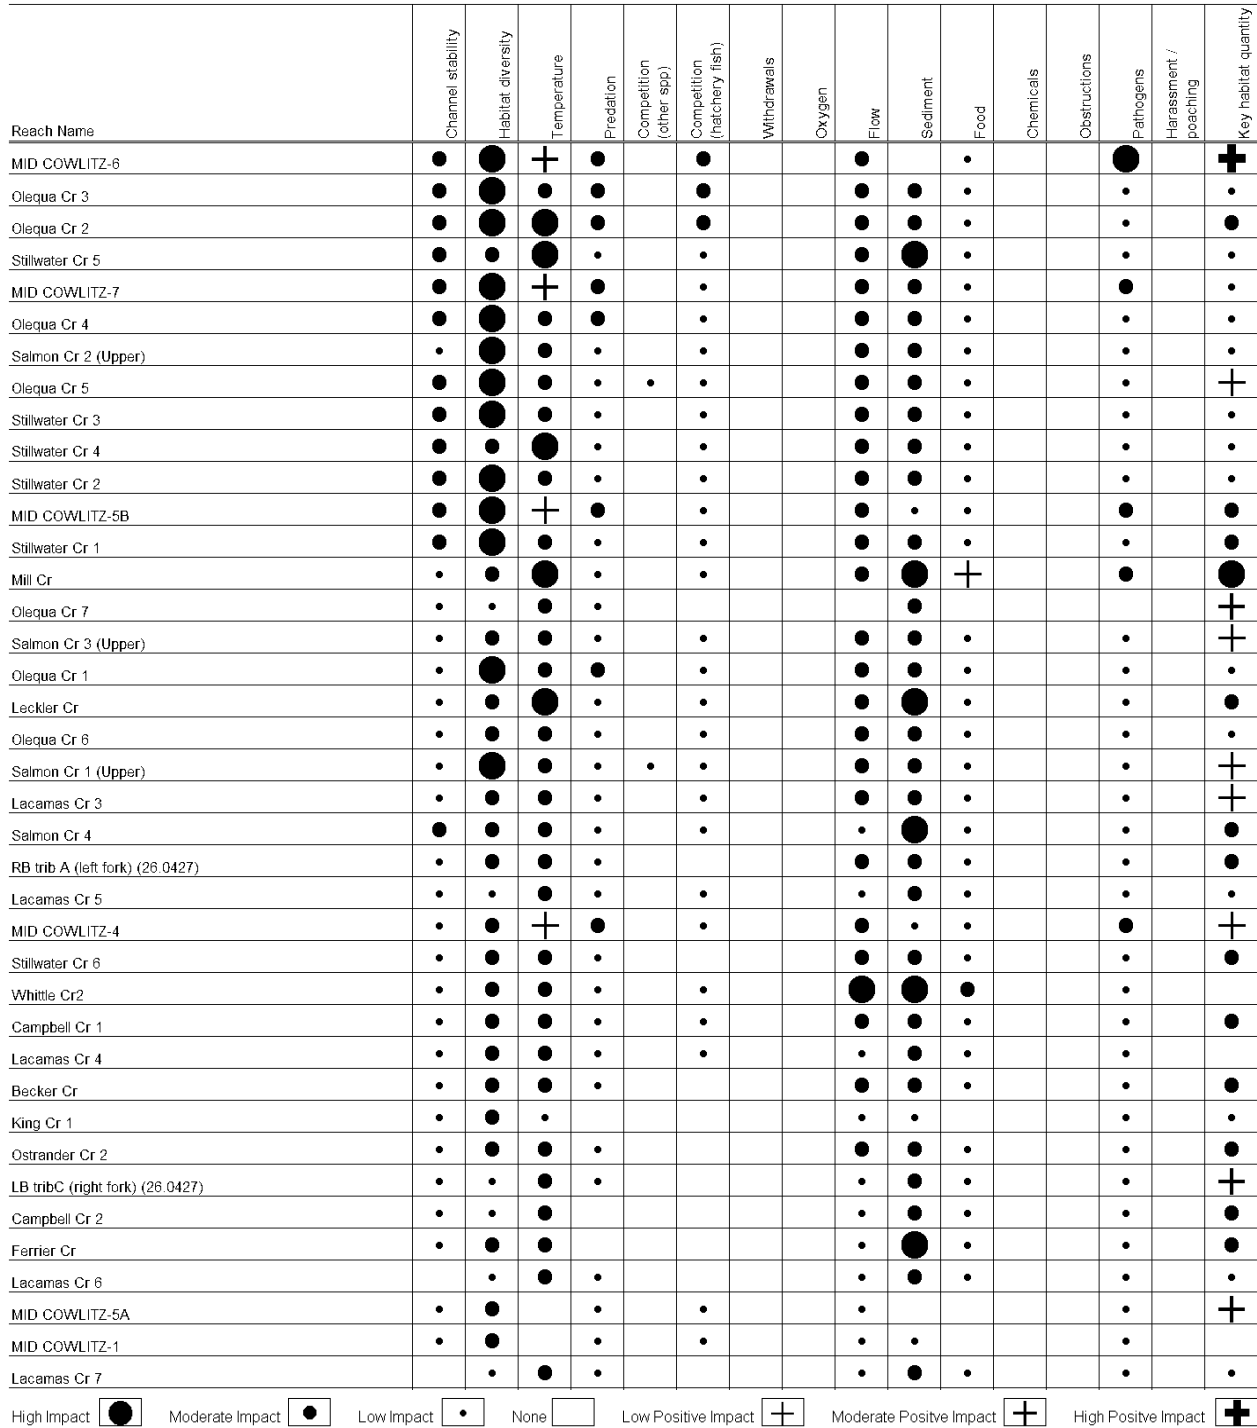 Reach Name
Channel stability
Habitat diversity
Temperature
Predation
Competition
(other spp)
Competition
(hatchery fish)
Withdrawals
Oxygen
Flow
Sediment
Food
Chemicals
Obstructions
Pathogens
Harassment /
poaching
Key habitat quantity
MID COWLITZ-6
Olequa Cr 3
Olequa Cr 2
Stillwater Cr 5
MID COWLITZ-7
Olequa Cr 4
Salmon Cr 2 (Upper)
Olequa Cr 5
Stillwater Cr 3
Stillwater Cr 4
Stillwater Cr 2
MID COWLITZ-5B
Stillwater Cr 1
Mill Cr
Olequa Cr 7
Salmon Cr 3 (Upper)
Olequa Cr 1
Leckler Cr
Olequa Cr 6
Salmon Cr 1 (Upper)
Lacamas Cr 3
Salmon Cr 4
RB trib A (left fork) (26.0427)
Lacamas Cr 5
MID COWLITZ-4
Stillwater Cr 6
Whittle Cr2
Campbell Cr 1
Lacamas Cr 4
Becker Cr
King Cr 1
Ostrander Cr 2
LB tribC (right fork) (26.0427)
Campbell Cr 2
Ferrier Cr
Lacamas Cr 6
MID COWLITZ-5A
MID COWLITZ-1
Lacamas Cr 7
High Impact Moderate Impact Low Impact None Low Positive Impact Moderate Positve Impact High Positve Impact